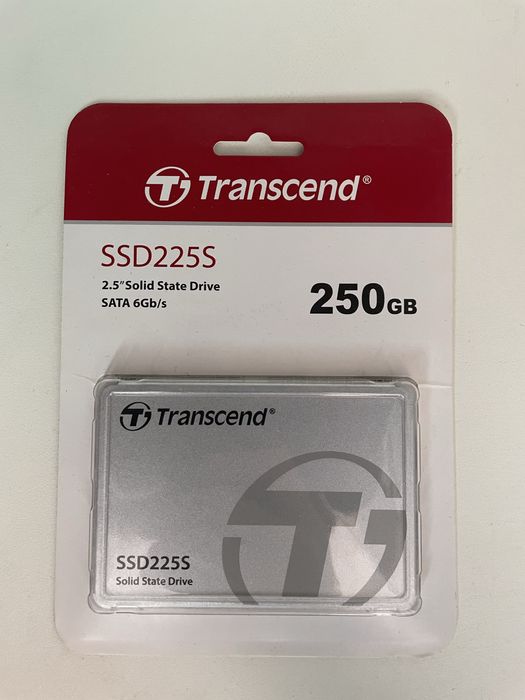 Transcend®
SSD225S
2.5" Solid State Drive
SATA 6Gb/s
250GB
Transcend®
SSD225S
Solid State Drive